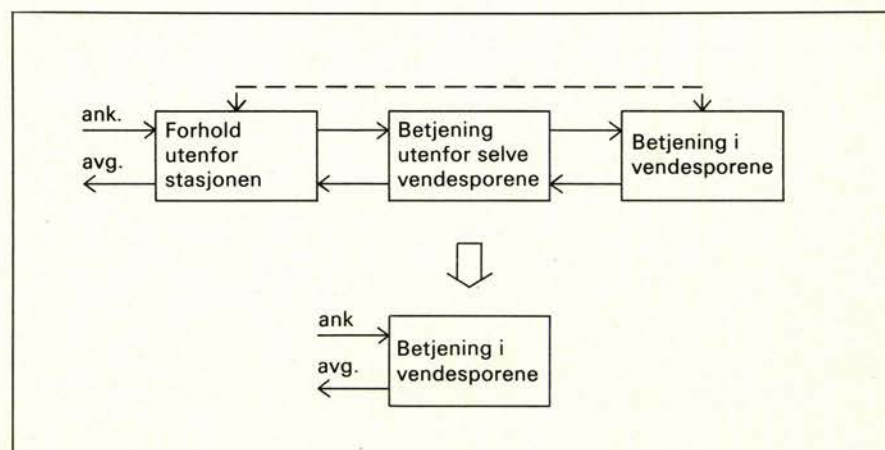 ank.
avg.
Forhold
utenfor
stasjonen
Betjening
utenfor selve
vendesporene
Betjening i
vendesporene
ank
avg.
Betjening i
vendesporene